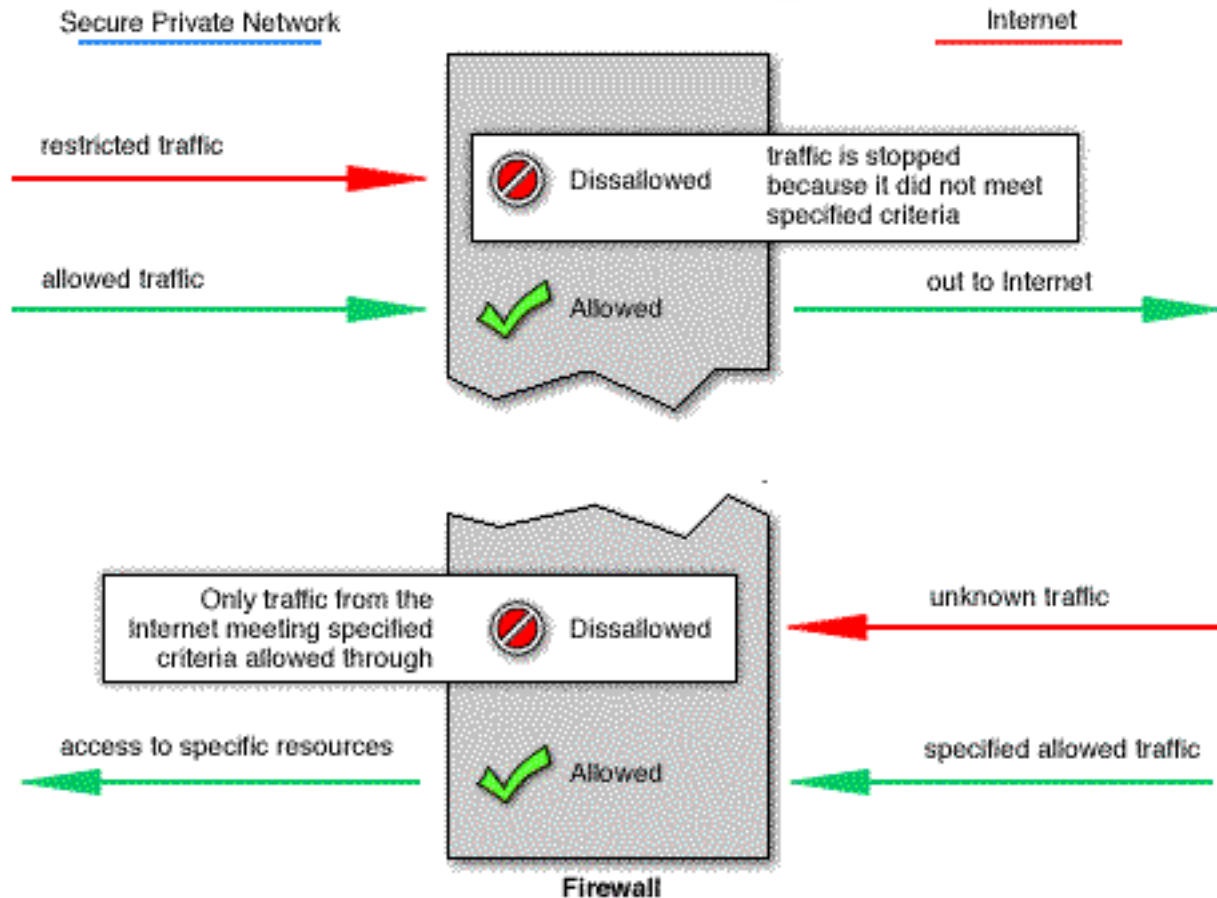 Secure Private Network
Internet
restricted traffic
Dissallowed
traffic is stopped
because it did not meet
specified criteria
allowed traffic
Allowed
out to Internet
Only traffic from the
internet meeting specified
criteria allowed through
Dissallowed
unknown traffic
access to specific resources
Allowed
specified allowed traffic
Firewall